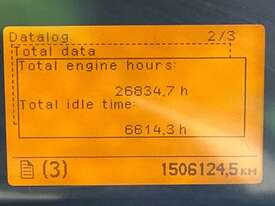 Datalog 2/3
Total data
Total engine hours:
26834,7 h
Total idle time:
6614,3 h
(3) 1506124,5 KM